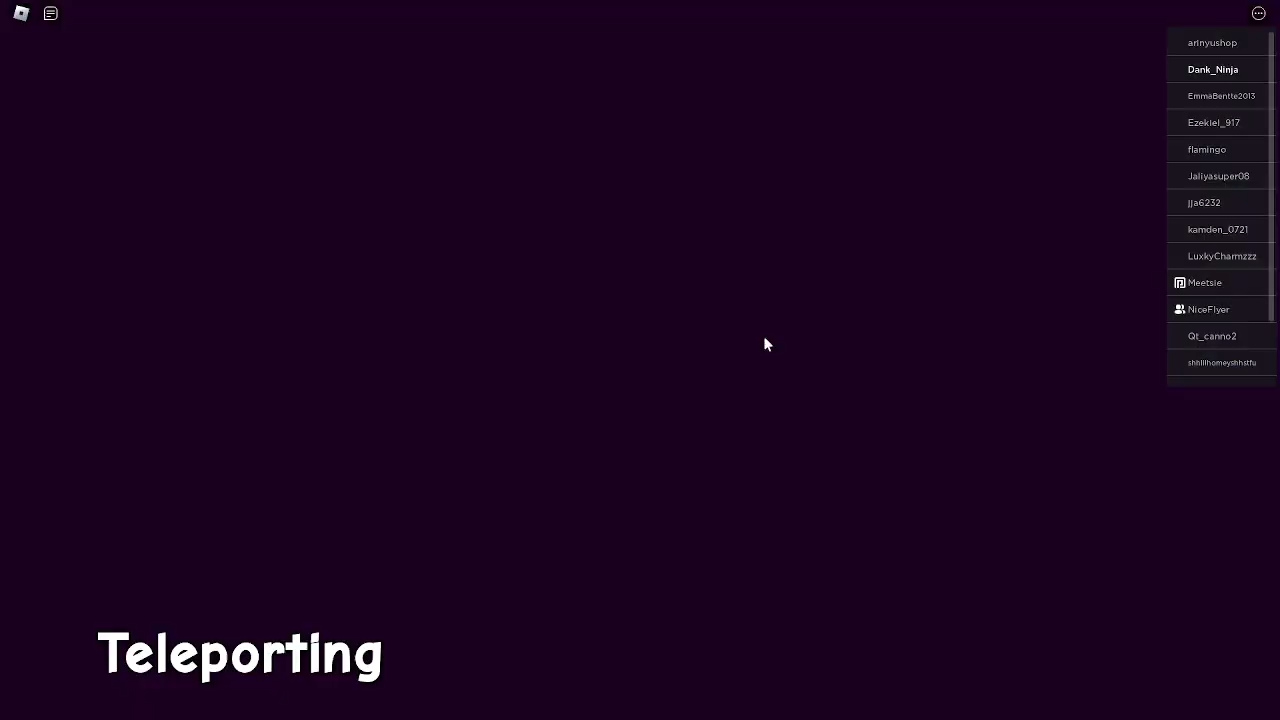 arinyushop
Dank_Ninja
EmmaBentte2013
Ezekiel_917
flamingo
Jaliyasuper08
jja6232
kamden_0721
LuxkyCharmzzz
Meetsie
NiceFlyer
Qt_canno2
Teleporting